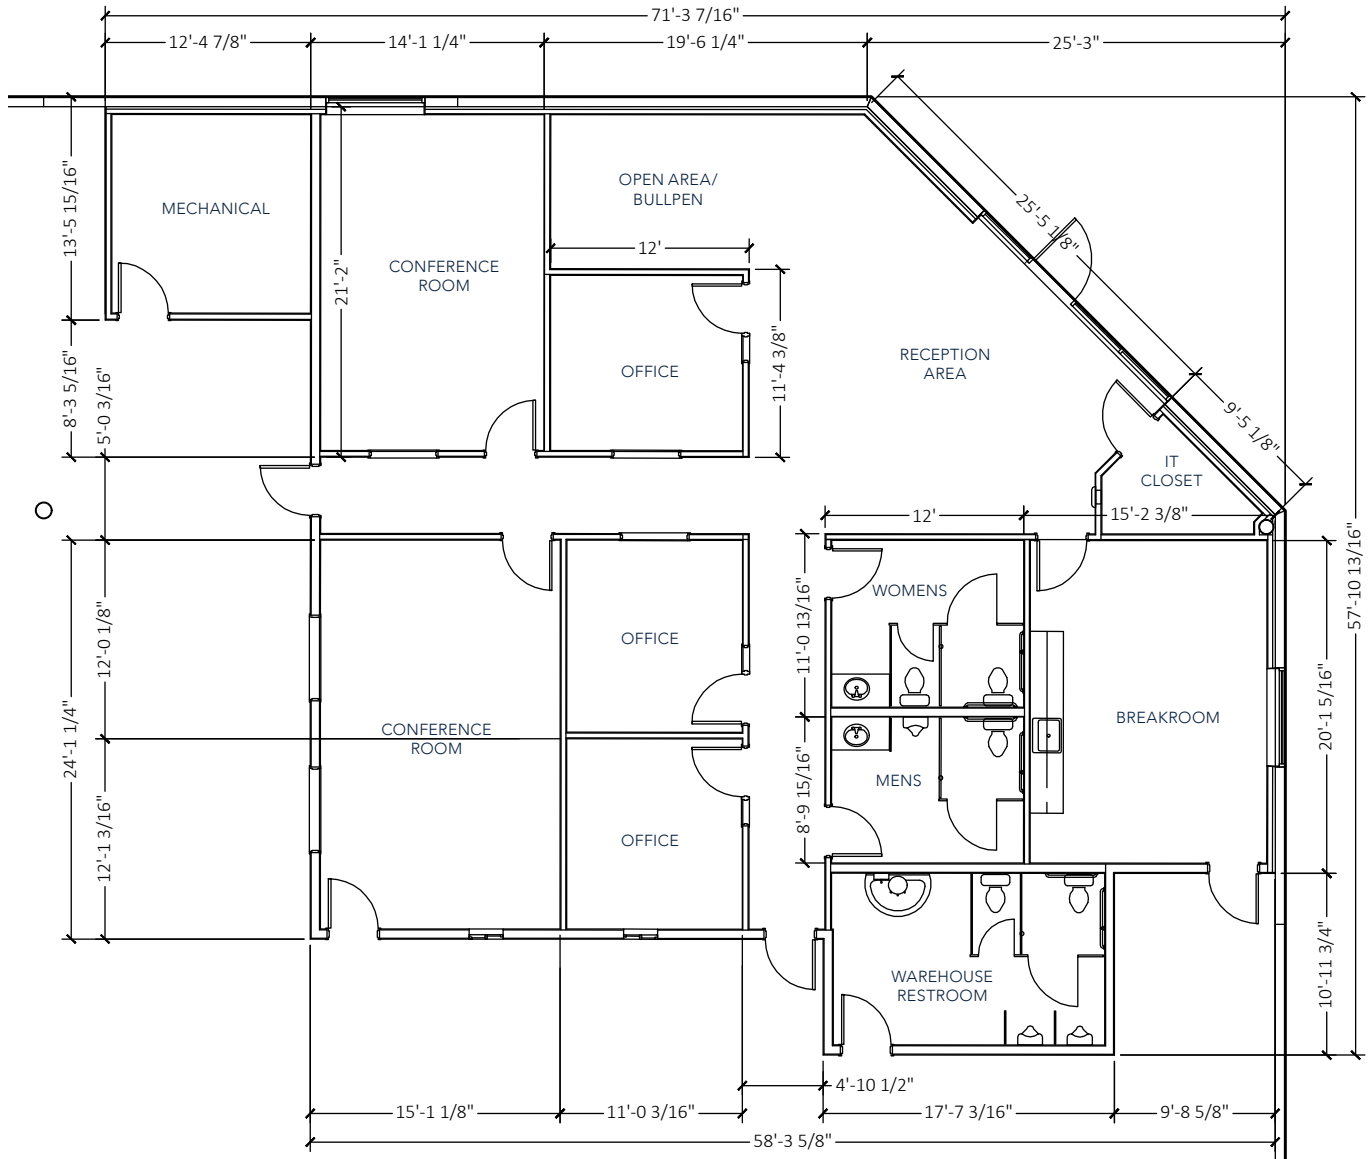 71'-3 7/16"
12'-4 7/8"
14'-1 1/4"
19'-6 1/4"
25'-3"
13'-5 15/16"
MECHANICAL
OPEN AREA/
BULLPEN
12'
CONFERENCE
ROOM
21'-2"
25'-5 1/8"
8'-3 5/16"
5'-0 3/16"
OFFICE
11'-4 3/8"
RECEPTION
AREA
9'-5 1/8"
IT
CLOSET
12'
15'-2 3/8"
57'-10 13/16"
WOMENS
11'-0 13/16"
12'-0 1/8"
OFFICE
24'-1 1/4"
CONFERENCE
ROOM
BREAKROOM
20'-1 5/16"
MENS
8'-9 15/16"
12'-1 3/16"
OFFICE
WAREHOUSE
RESTROOM
10'-11 3/4"
4'-10 1/2"
15'-1 1/8"
11'-0 3/16"
17'-7 3/16"
9'-8 5/8"
58'-3 5/8"